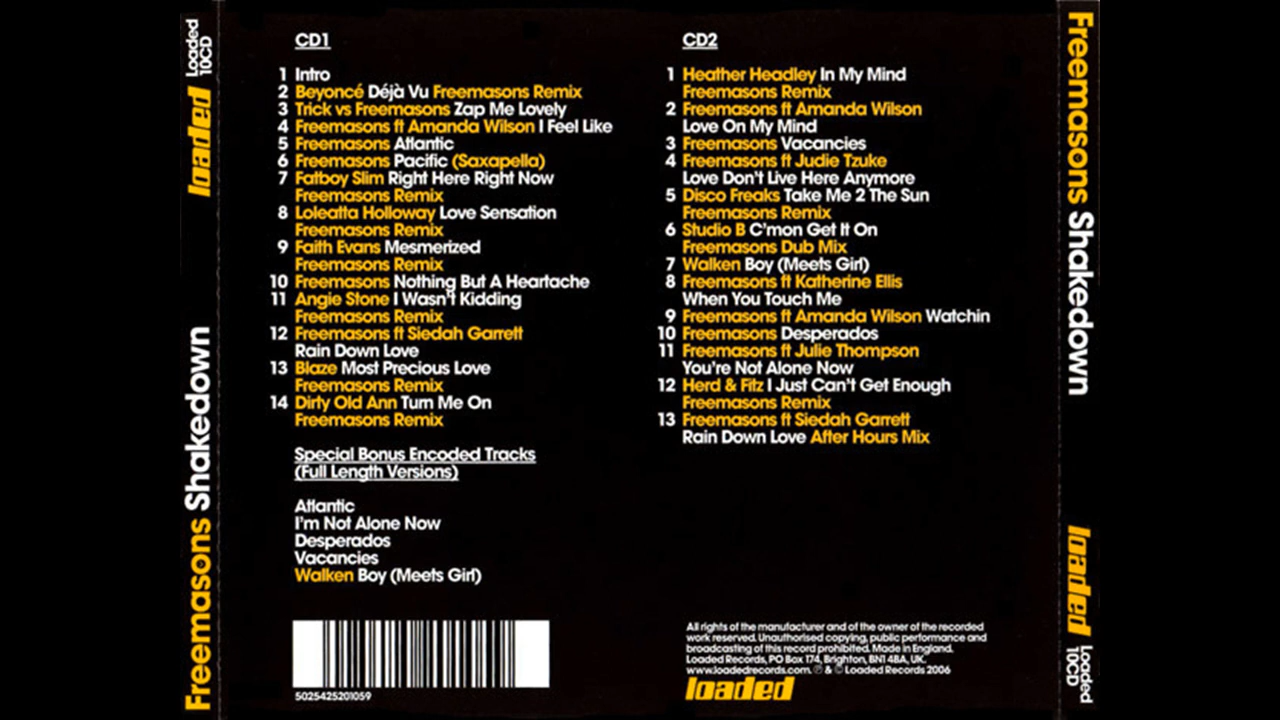 Loaded
10CD
loaded
Freemasons Shakedown
CD1
1 Intro
2 Beyoncé Déjà Vu Freemasons Remix
3 Trick vs Freemasons Zap Me Lovely
4 Freemasons ft Amanda Wilson I Feel Like
5 Freemasons Atlantic
6 Freemasons Pacific (Saxapella)
7 Fatboy Slim Right Here Right Now
Freemasons Remix
8 Loleatta Holloway Love Sensation
Freemasons Remix
9 Faith Evans Mesmerized
Freemasons Remix
10 Freemasons Nothing But A Heartache
11 Angie Stone I Wasn't Kidding
Freemasons Remix
12 Freemasons ft Siedah Garrett
Rain Down Love
13 Blaze Most Precious Love
Freemasons Remix
14 Dirty Old Ann Turn Me On
Freemasons Remix
Special Bonus Encoded Tracks
(Full Length Versions)
Atlantic
I'm Not Alone Now
Desperados
Vacancies
Walken Boy (Meets Girl)
5025425201059
CD2
1 Heather Headley In My Mind
Freemasons Remix
2 Freemasons ft Amanda Wilson
Love On My Mind
3 Freemasons Vacancies
4 Freemasons ft Judie Tzuke
Love Don't Live Here Anymore
5 Disco Freaks Take Me 2 The Sun
Freemasons Remix
6 Studio B C'mon Get It On
Freemasons Dub Mix
7 Walken Boy (Meets Girl)
8 Freemasons ft Katherine Ellis
When You Touch Me
9 Freemasons ft Amanda Wilson Watchin
10 Freemasons Desperados
11 Freemasons ft Julie Thompson
You're Not Alone Now
12 Herd & Fitz I Just Can't Get Enough
Freemasons Remix
13 Freemasons ft Siedah Garrett
Rain Down Love After Hours Mix
All rights of the manufacturer and of the owner of the recorded
work reserved. Unauthorised copying, public performance and
broadcasting of this record prohibited. Made in England.
Loaded Records, PO Box 174, Brighton, BN1 4BA, UK.
www.loadedrecords.com. ℗ & © Loaded Records 2006
loaded
Freemasons Shakedown
loaded
Loaded
10CD